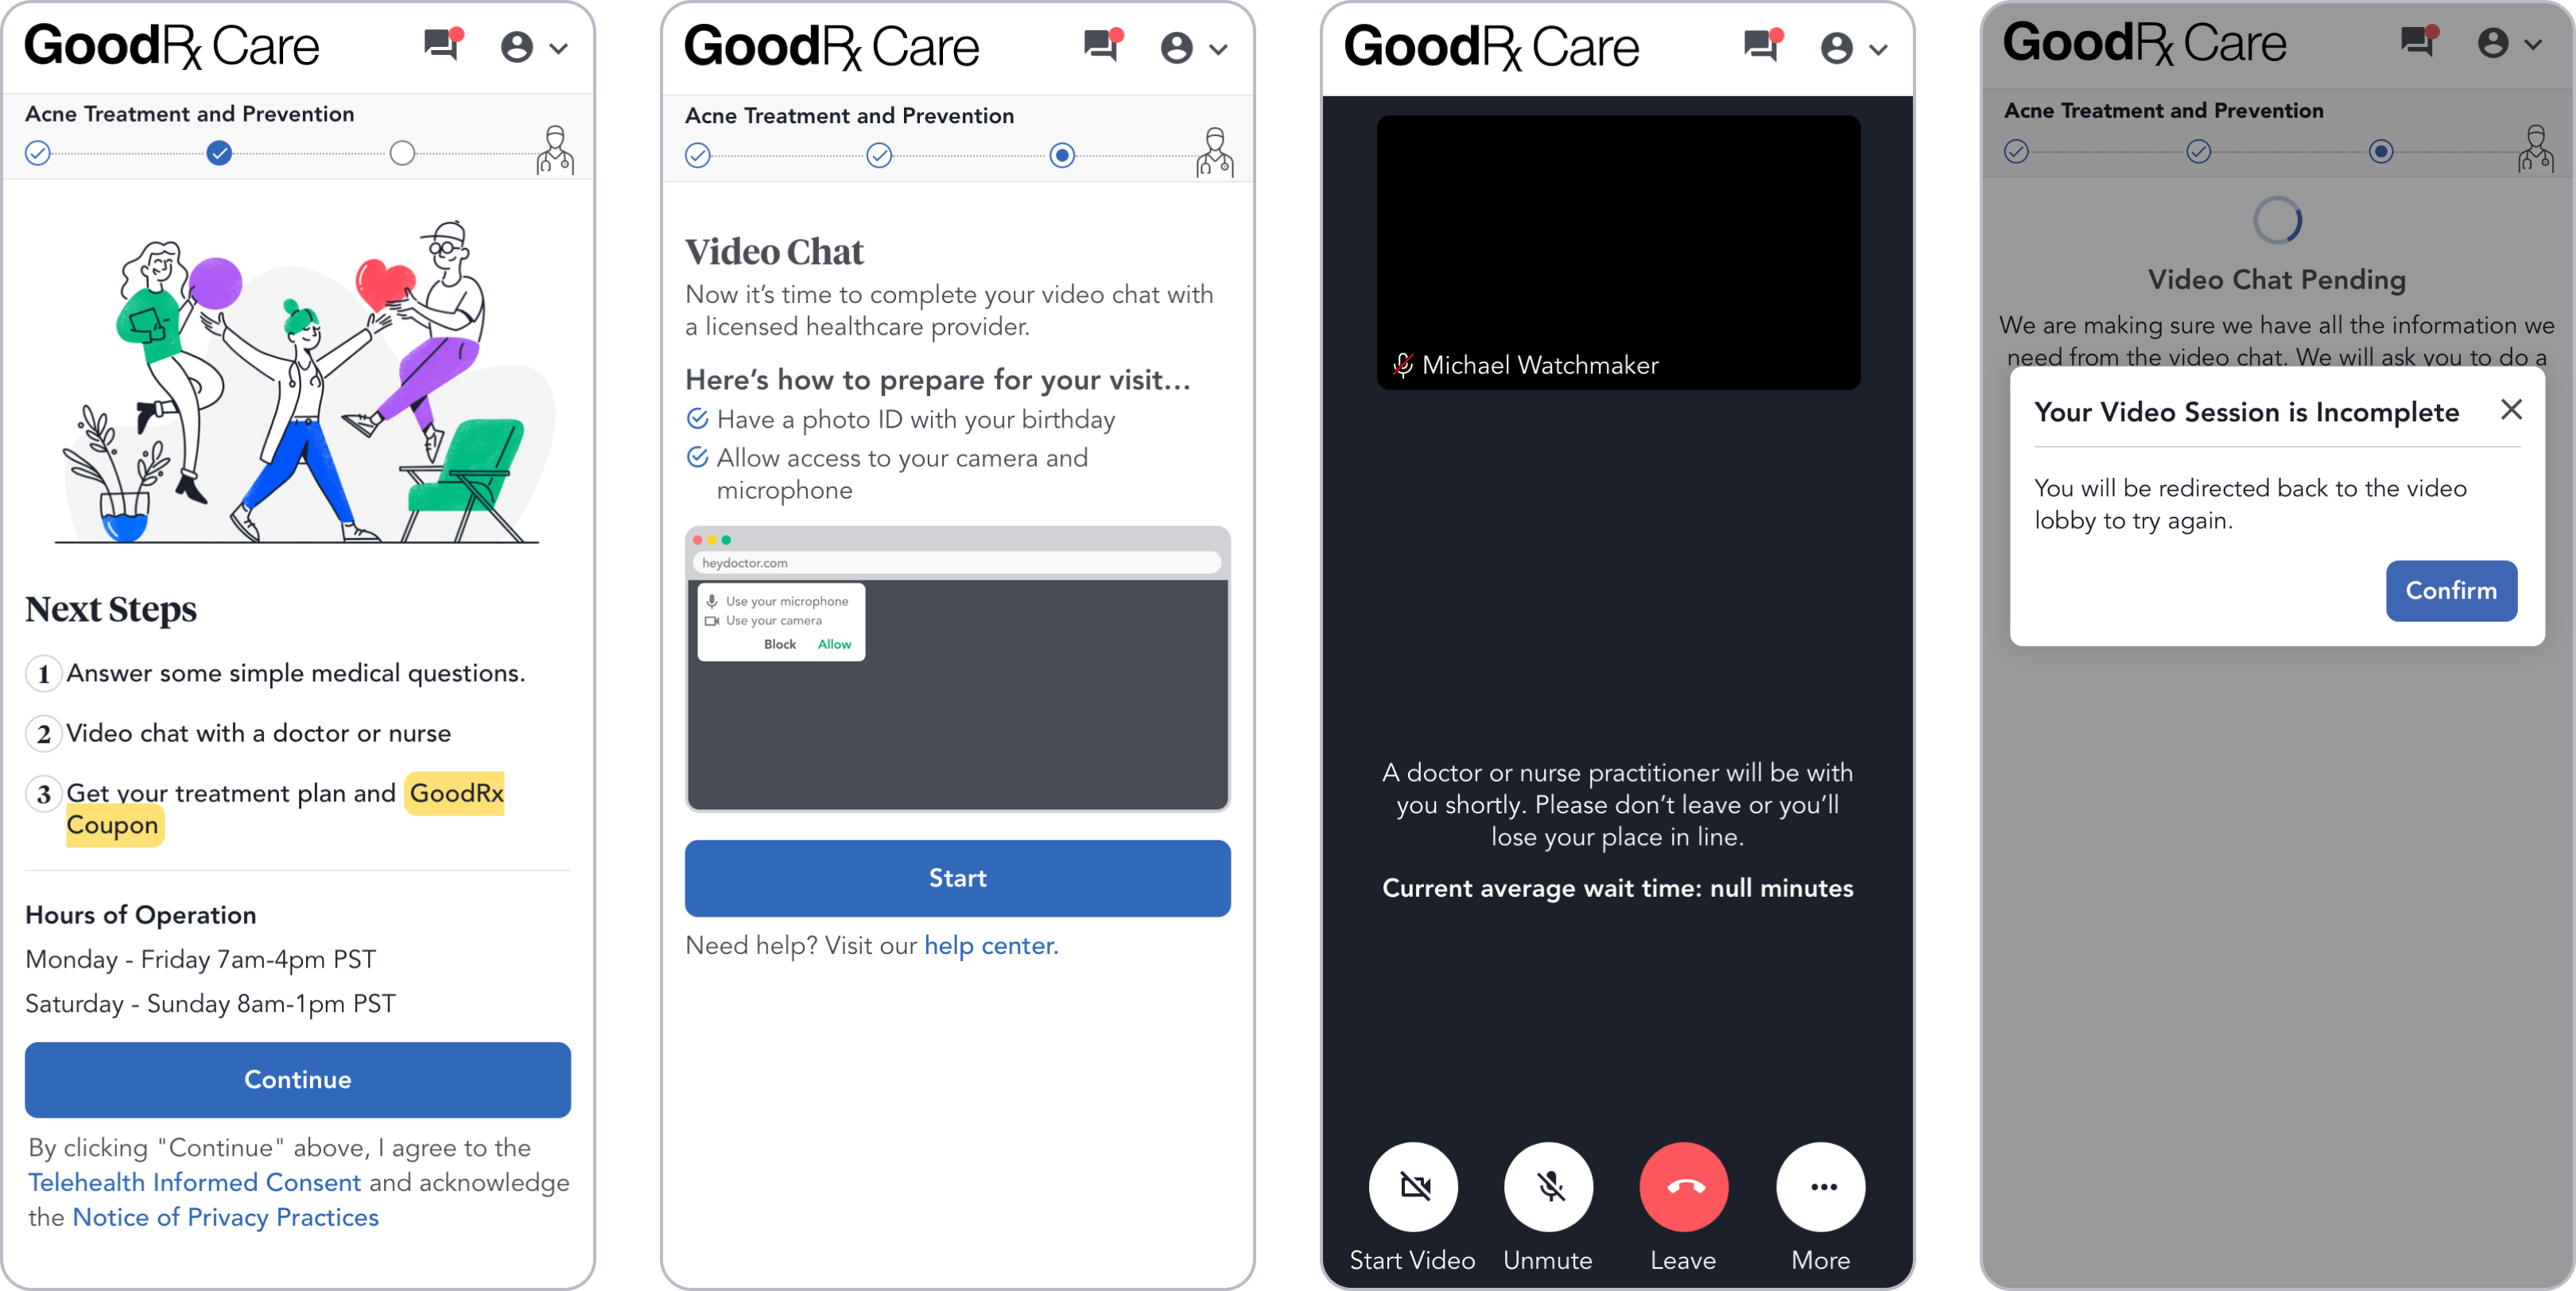 GoodRx Care
Acne Treatment and Prevention
Next Steps
1 Answer some simple medical questions.
2 Video chat with a doctor or nurse
3 Get your treatment plan and GoodRx
Coupon
Hours of Operation
Monday - Friday 7am-4pm PST
Saturday - Sunday 8am-1pm PST
Continue
By clicking "Continue" above, I agree to the
Telehealth Informed Consent and acknowledge
the Notice of Privacy Practices
GoodRx Care
Acne Treatment and Prevention
Video Chat
Now it’s time to complete your video chat with
a licensed healthcare provider.
Here’s how to prepare for your visit...
Have a photo ID with your birthday
Allow access to your camera and
microphone
heydoctor.com
Use your microphone
Use your camera
Block Allow
Start
Need help? Visit our help center.
GoodRx Care
Michael Watchmaker
A doctor or nurse practitioner will be with
you shortly. Please don’t leave or you’ll
lose your place in line.
Current average wait time: null minutes
Start Video Unmute Leave More
GoodRx Care
Acne Treatment and Prevention
Video Chat Pending
We are making sure we have all the information we
need from the video chat. We will ask you to do a
Your Video Session is Incomplete
You will be redirected back to the video
lobby to try again.
Confirm